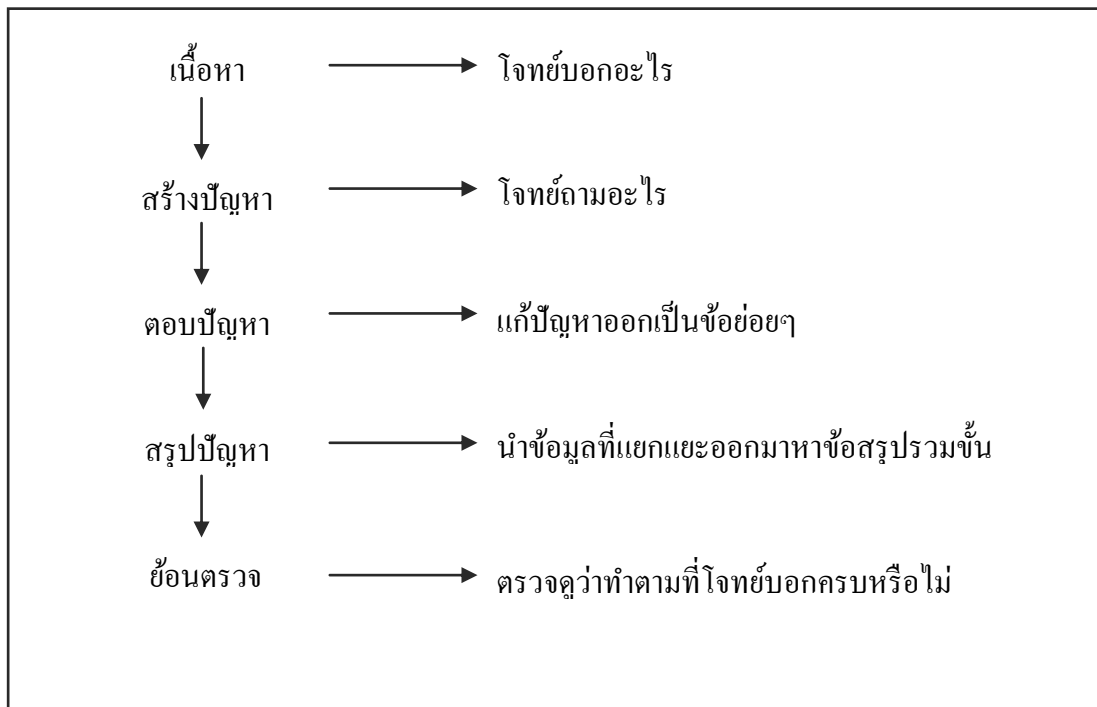 เนื้อหา โจทย์บอกอะไร
สร้างปัญหา โจทย์ถามอะไร
ตอบปัญหา แก้ปัญหาออกเป็นข้อย่อยๆ
สรุปปัญหา นำข้อมูลที่แยกแยะออกมาหาข้อสรุปรวมขั้น
ย้อนตรวจ ตรวจดูว่าทำตามที่โจทย์บอกครบหรือไม่